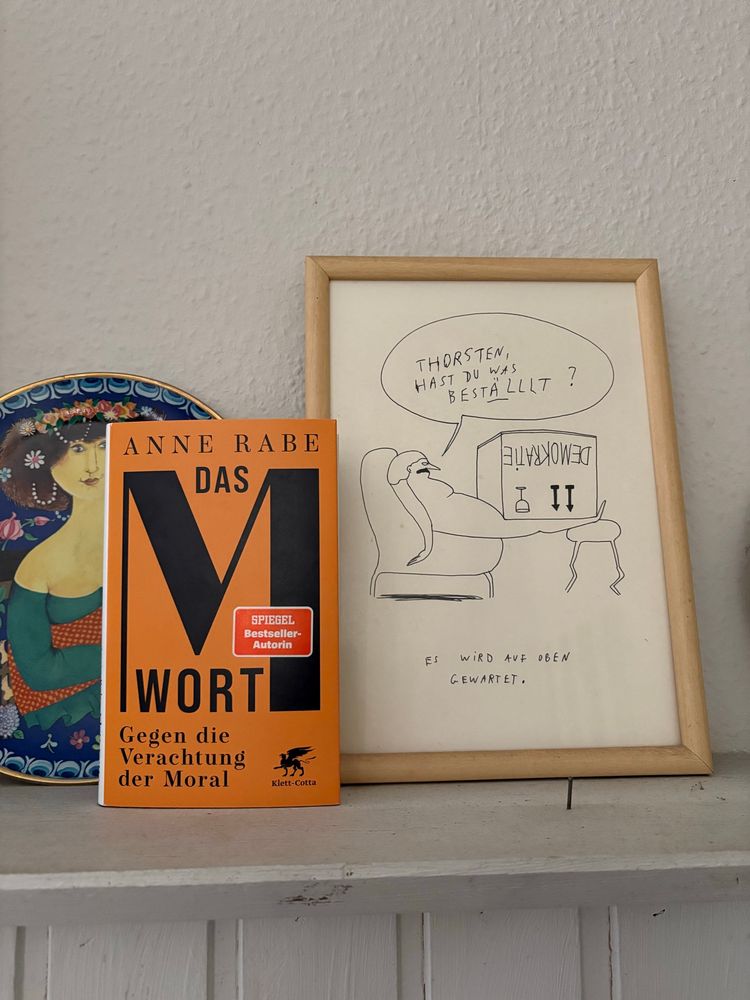 ANNE RABE
DAS
M
WORT
SPIEGEL
Bestseller-
Autorin
Gegen die
Verachtung
der Moral
Klett-Cotta
THORSTEN,
HAST DU WAS
BESTÄLLLT ?
DEMOKRATIE
ES WIRD AUF OBEN
GEWARTET.